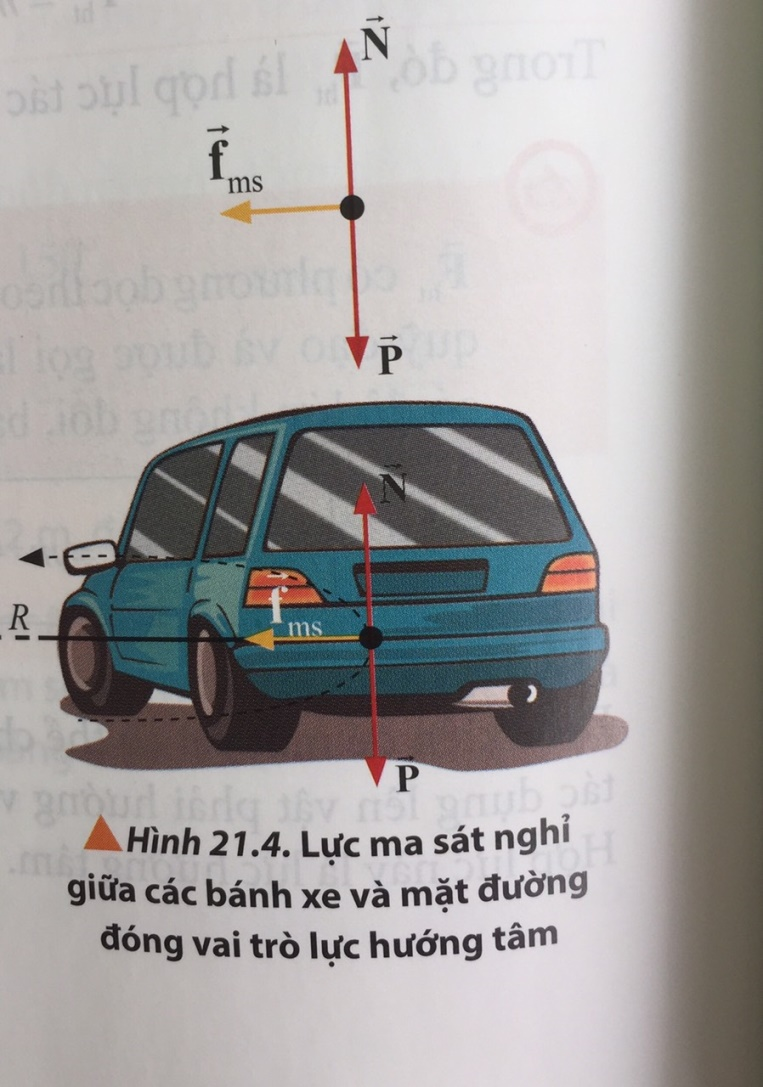 N
f ms
P
N
R
f ms
P
Hình 21.4. Lực ma sát nghỉ
giữa các bánh xe và mặt đường
đóng vai trò lực hướng tâm